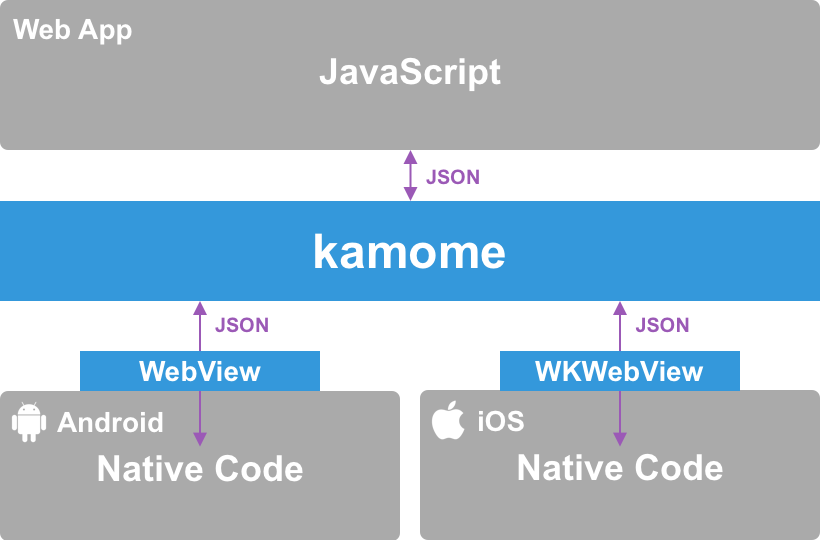 Web App
JavaScript
JSON
kamome
JSON
JSON
WebView
WKWebView
Android
iOS
Native Code
Native Code